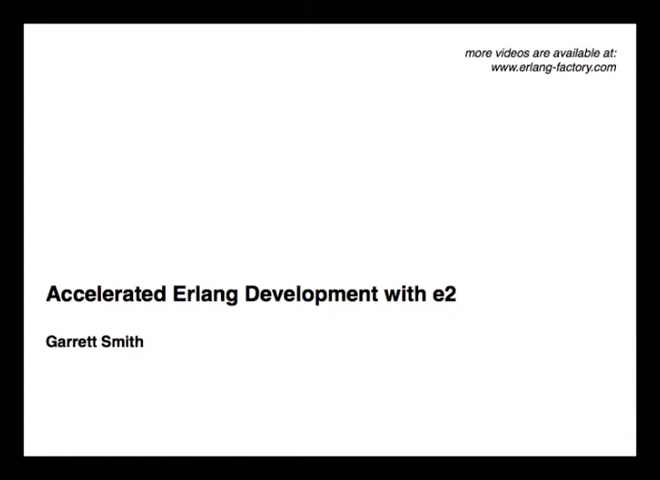 more videos are available at:
www.erlang-factory.com
Accelerated Erlang Development with e2
Garrett Smith